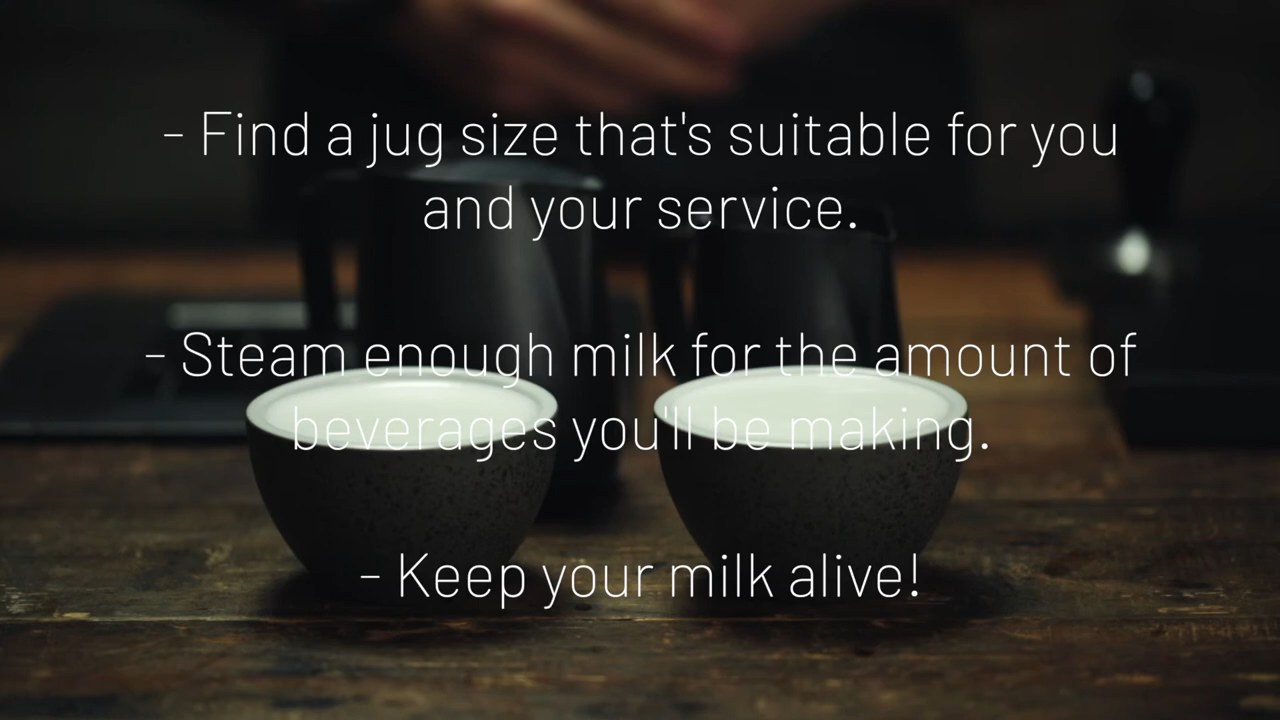 - Find a jug size that's suitable for you
and your service.
- Steam enough milk for the amount of
beverages you'll be making.
- Keep your milk alive!